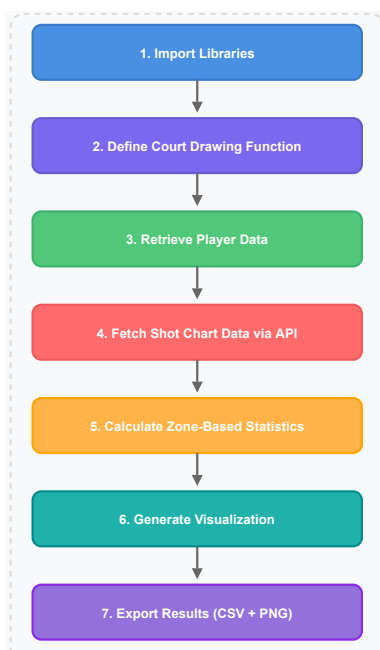 1. Import Libraries
2. Define Court Drawing Function
3. Retrieve Player Data
4. Fetch Shot Chart Data via API
5. Calculate Zone-Based Statistics
6. Generate Visualization
7. Export Results (CSV + PNG)